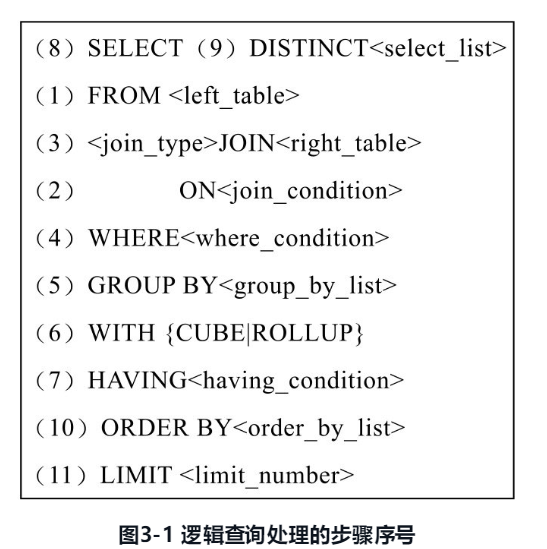 （8）SELECT（9）DISTINCT<select_list>
（1）FROM <left_table>
（3）<join_type>JOIN<right_table>
（2） ON<join_condition>
（4）WHERE<where_condition>
（5）GROUP BY<group_by_list>
（6）WITH {CUBE|ROLLUP}
（7）HAVING<having_condition>
（10）ORDER BY<order_by_list>
（11）LIMIT <limit_number>
图3-1 逻辑查询处理的步骤序号